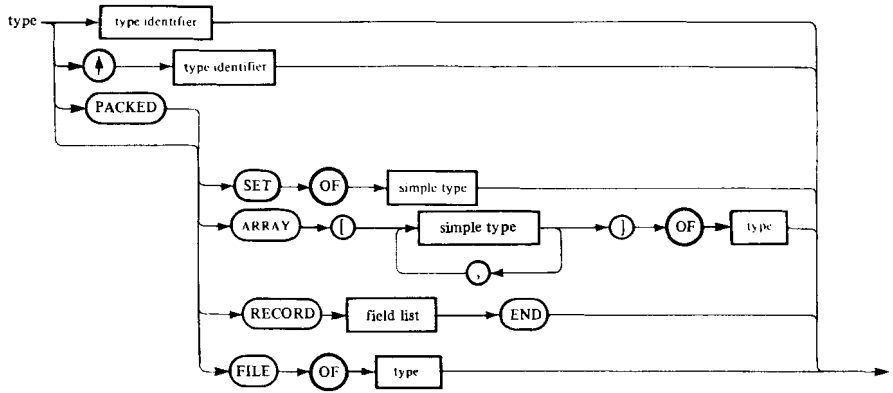 type type identifier
↑ type identifier
PACKED
SET OF simple type
ARRAY [ simple type ] OF type
,
RECORD field list END
FILE OF type